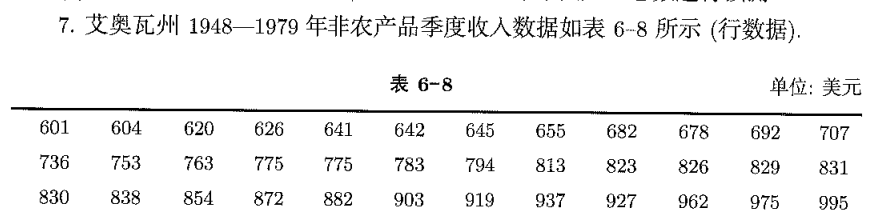 7. 艾奥瓦州 1948—1979 年非农产品季度收入数据如表 6-8 所示 (行数据).
表 6-8 单位: 美元
601 604 620 626 641 642 645 655 682 678 692 707
736 753 763 775 775 783 794 813 823 826 829 831
830 838 854 872 882 903 919 937 927 962 975 995